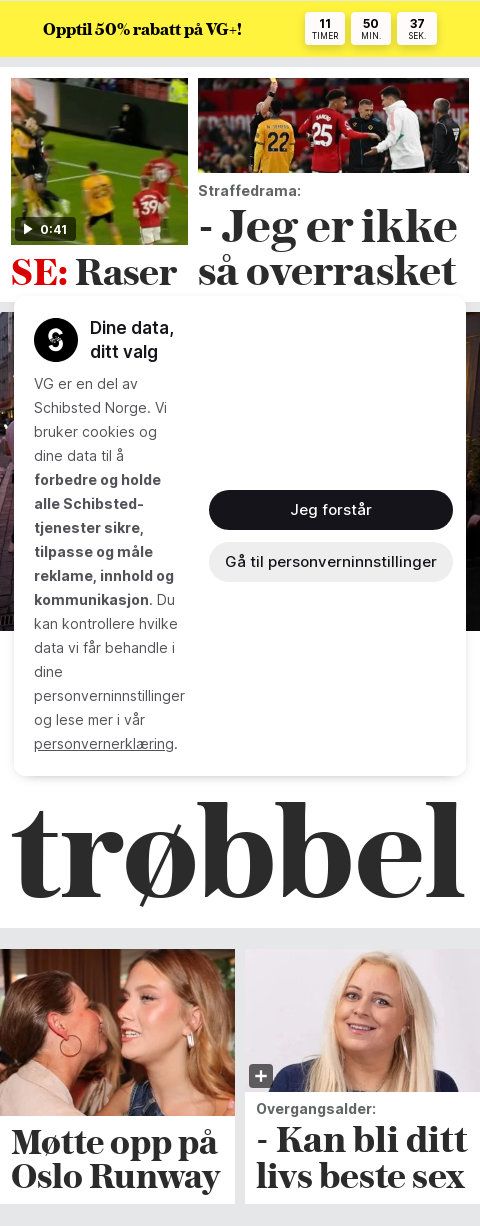 Opptil 50% rabatt på VG+!
11 50 37
TIMER MIN. SEK.
22
25
39
0:41
SE: Raser
Straffedrama:
- Jeg er ikke
så overrasket
Dine data,
ditt valg
VG er en del av
Schibsted Norge. Vi
bruker cookies og
dine data til å
forbedre og holde
alle Schibsted-
tjenester sikre,
tilpasse og måle
reklame, innhold og
kommunikasjon. Du
kan kontrollere hvilke
data vi får behandle i
dine
personverninnstillinger
og lese mer i vår
personvernerklæring.
Jeg forstår
Gå til personverninnstillinger
trøbbel
Møtte opp på
Oslo Runway
Overgangsalder:
- Kan bli ditt
livs beste sex